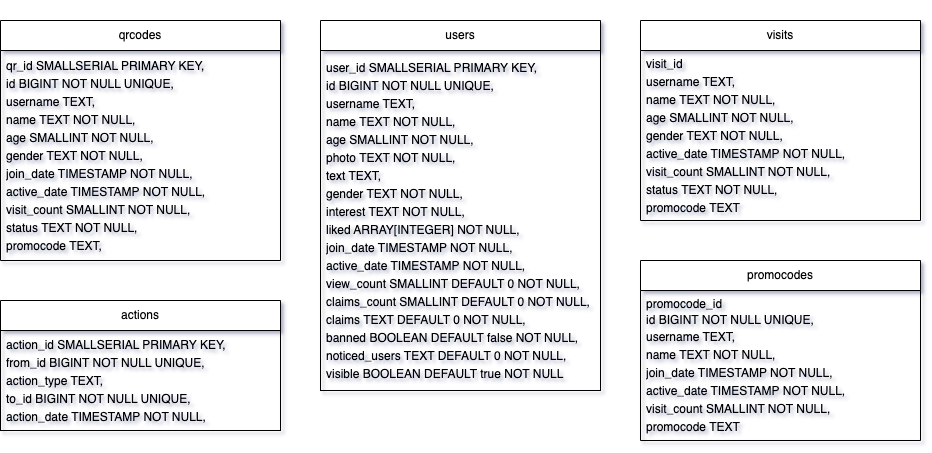 qrcodes
qr_id SMALLSERIAL PRIMARY KEY,
id BIGINT NOT NULL UNIQUE,
username TEXT,
name TEXT NOT NULL,
age SMALLINT NOT NULL,
gender TEXT NOT NULL,
join_date TIMESTAMP NOT NULL,
active_date TIMESTAMP NOT NULL,
visit_count SMALLINT NOT NULL,
status TEXT NOT NULL,
promocode TEXT,
actions
action_id SMALLSERIAL PRIMARY KEY,
from_id BIGINT NOT NULL UNIQUE,
action_type TEXT,
to_id BIGINT NOT NULL UNIQUE,
action_date TIMESTAMP NOT NULL,
users
user_id SMALLSERIAL PRIMARY KEY,
id BIGINT NOT NULL UNIQUE,
username TEXT,
name TEXT NOT NULL,
age SMALLINT NOT NULL,
photo TEXT NOT NULL,
text TEXT,
gender TEXT NOT NULL,
interest TEXT NOT NULL,
liked ARRAY[INTEGER] NOT NULL,
join_date TIMESTAMP NOT NULL,
active_date TIMESTAMP NOT NULL,
view_count SMALLINT DEFAULT 0 NOT NULL,
claims_count SMALLINT DEFAULT 0 NOT NULL,
claims TEXT DEFAULT 0 NOT NULL,
banned BOOLEAN DEFAULT false NOT NULL,
noticed_users TEXT DEFAULT 0 NOT NULL,
visible BOOLEAN DEFAULT true NOT NULL
visits
visit_id
username TEXT,
name TEXT NOT NULL,
age SMALLINT NOT NULL,
gender TEXT NOT NULL,
active_date TIMESTAMP NOT NULL,
visit_count SMALLINT NOT NULL,
status TEXT NOT NULL,
promocode TEXT
promocodes
promocode_id
id BIGINT NOT NULL UNIQUE,
username TEXT,
name TEXT NOT NULL,
join_date TIMESTAMP NOT NULL,
active_date TIMESTAMP NOT NULL,
visit_count SMALLINT NOT NULL,
promocode TEXT